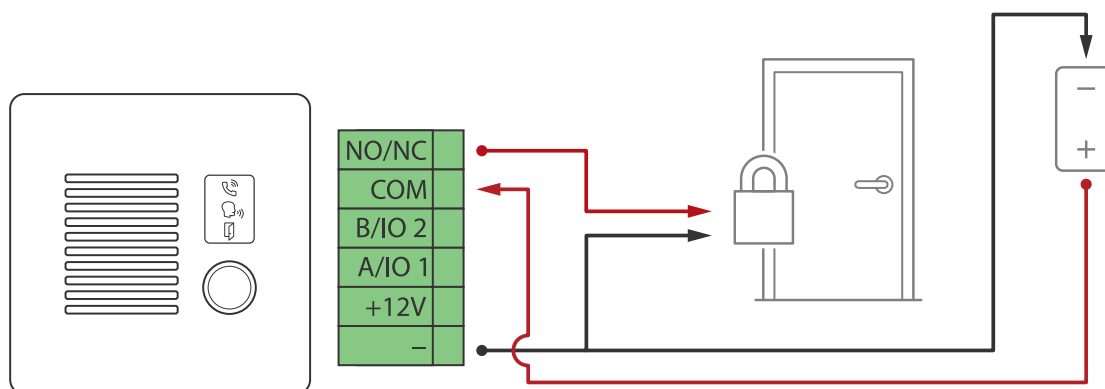 NO/NC
COM
B/IO 2
A/IO 1
+12V
−
−
+